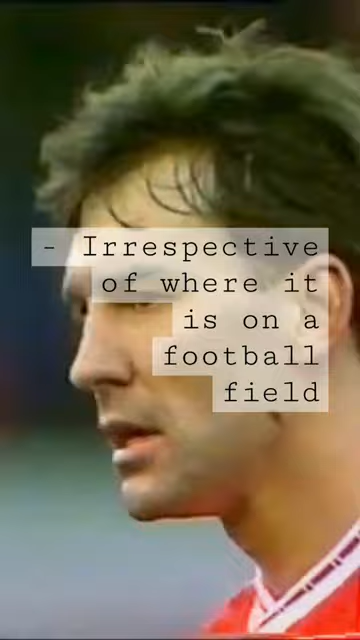 - Irrespective
of where it
is on a
football
field